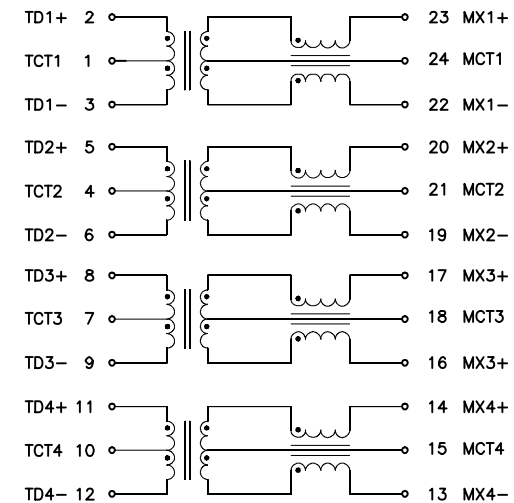 TD1+ 2 23 MX1+
TCT1 1 24 MCT1
TD1- 3 22 MX1-
TD2+ 5 20 MX2+
TCT2 4 21 MCT2
TD2- 6 19 MX2-
TD3+ 8 17 MX3+
TCT3 7 18 MCT3
TD3- 9 16 MX3+
TD4+ 11 14 MX4+
TCT4 10 15 MCT4
TD4- 12 13 MX4-